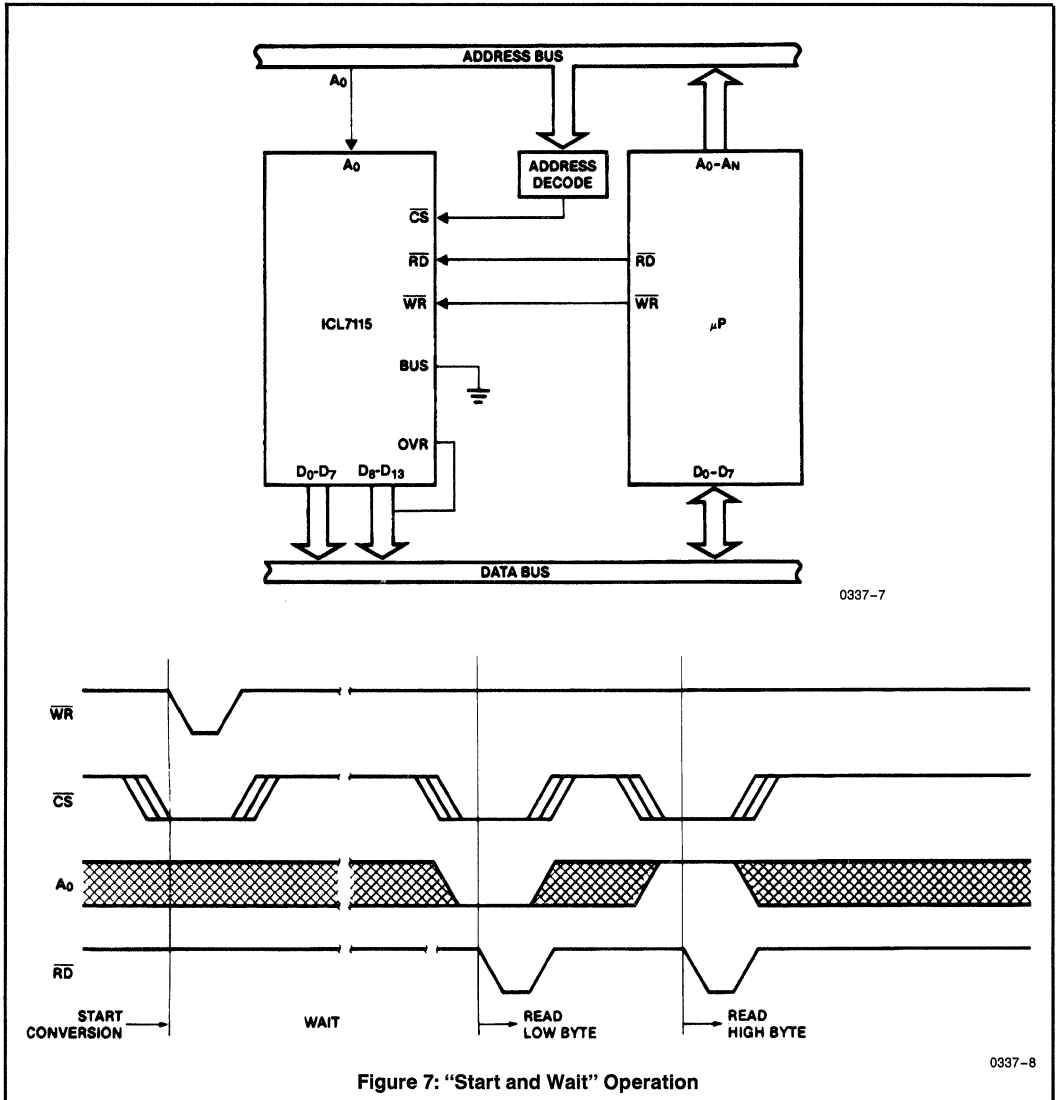 ADDRESS BUS
A0
A0
ADDRESS
DECODE
A0-AN
CS
RD
RD
WR
WR
ICL7115
μP
BUS
OVR
D0-D7
D8-D13
D0-D7
DATA BUS
0337-7
WR
CS
A0
RD
START
CONVERSION
WAIT
READ
LOW BYTE
READ
HIGH BYTE
0337-8
Figure 7: "Start and Wait" Operation